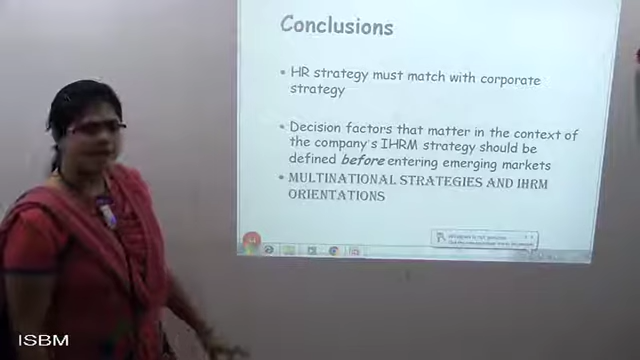 Conclusions
• HR strategy must match with corporate
strategy
• Decision factors that matter in the context of
the company's IHRM strategy should be
defined before entering emerging markets
• MULTINATIONAL STRATEGIES AND IHRM
ORIENTATIONS
ISBM